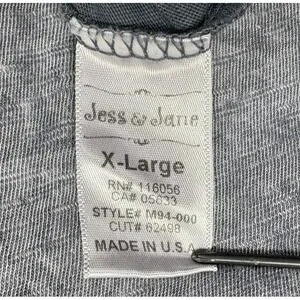 Jess & Jane
X-Large
RN# 116056
CA# 05633
STYLE# M94-000
CUT# 62498
MADE IN U.S.A.